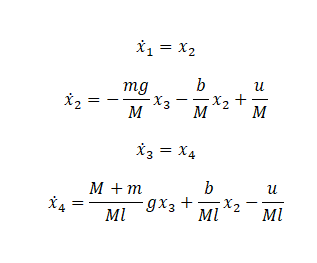 ẋ₁ = x₂
ẋ₂ = −(mg/M)x₃ − (b/M)x₂ + u/M
ẋ₃ = x₄
ẋ₄ = ((M + m)/(Ml))gx₃ + (b/(Ml))x₂ − u/(Ml)